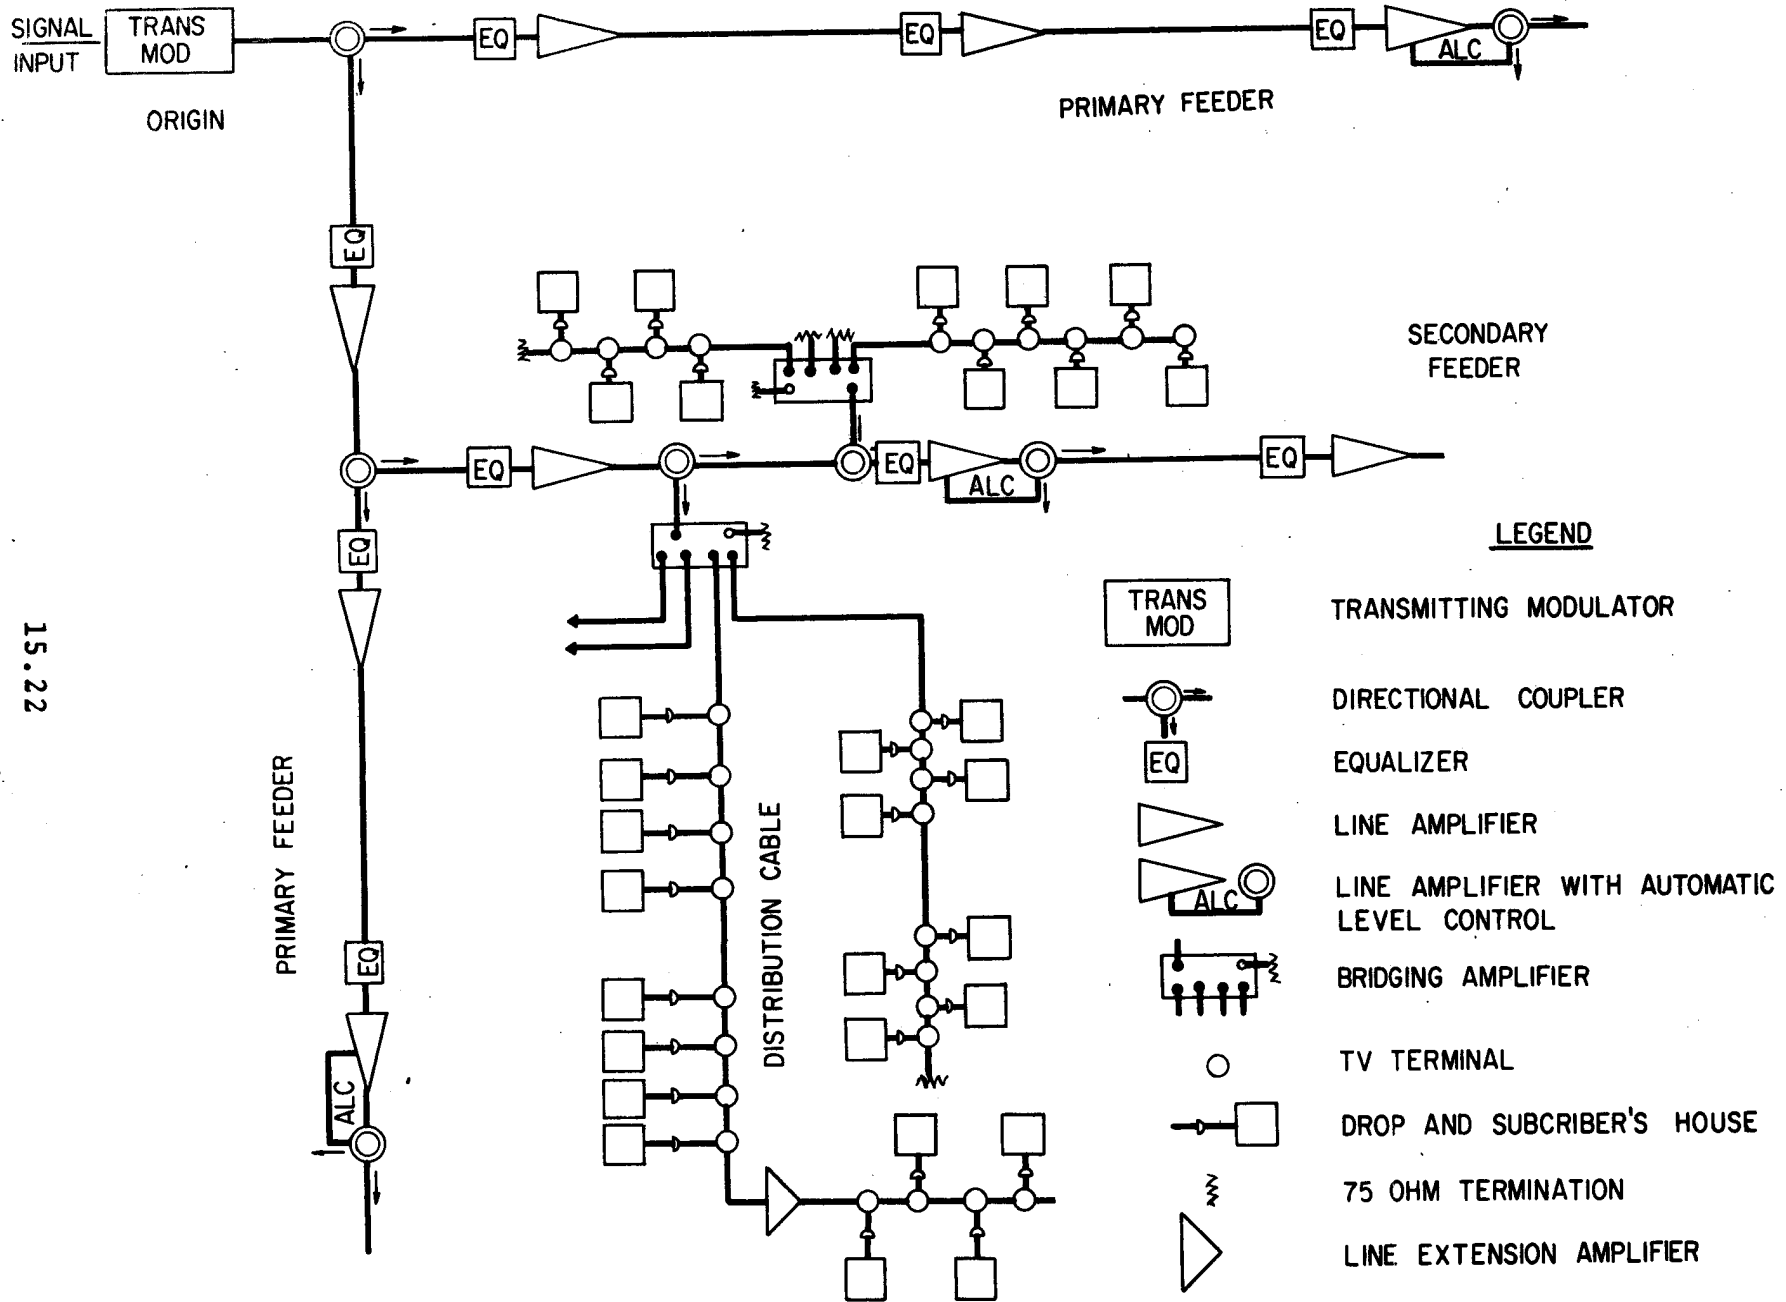 SIGNAL
INPUT
TRANS
MOD
EQ
EQ
EQ
ALC
ORIGIN
PRIMARY FEEDER
EQ
SECONDARY
FEEDER
EQ
EQ
ALC
EQ
EQ
LEGEND
TRANS
MOD
TRANSMITTING MODULATOR
15.22
DIRECTIONAL COUPLER
EQ
EQUALIZER
PRIMARY FEEDER
DISTRIBUTION CABLE
LINE AMPLIFIER
ALC
LINE AMPLIFIER WITH AUTOMATIC
LEVEL CONTROL
EQ
BRIDGING AMPLIFIER
ALC
TV TERMINAL
DROP AND SUBCRIBER'S HOUSE
75 OHM TERMINATION
LINE EXTENSION AMPLIFIER